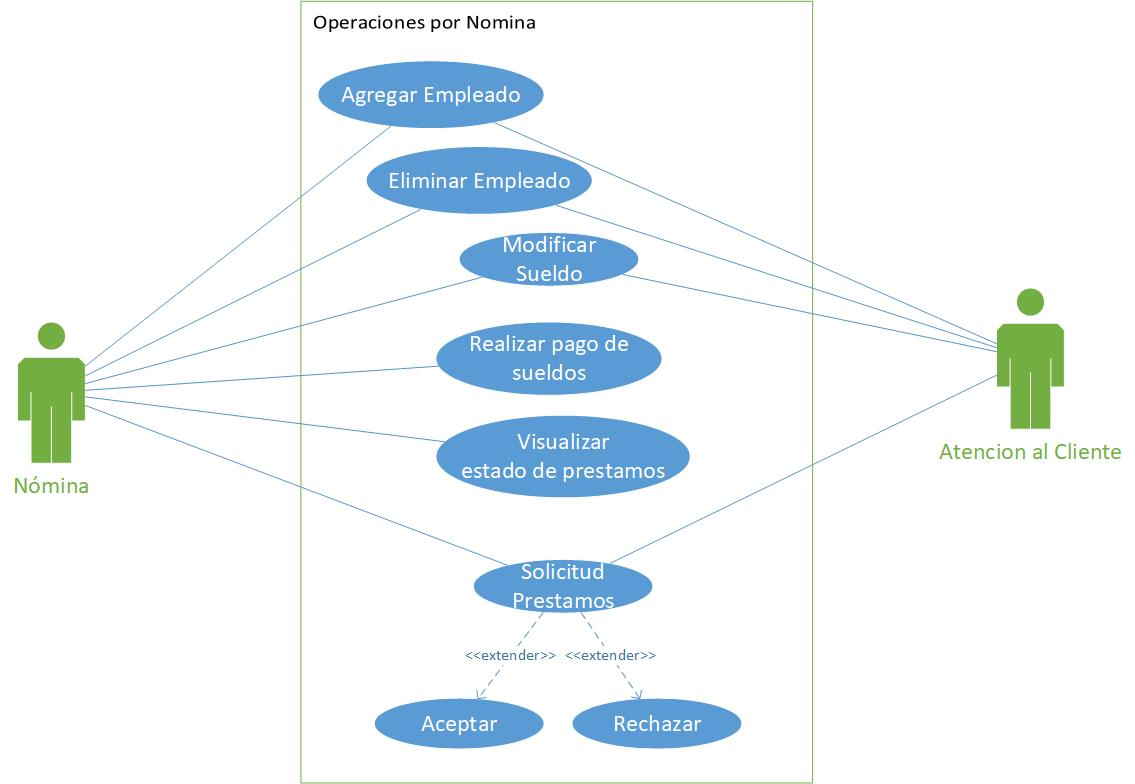 Operaciones por Nomina
Agregar Empleado
Eliminar Empleado
Modificar
Sueldo
Realizar pago de
sueldos
Visualizar
estado de prestamos
Nómina
Atencion al Cliente
Solicitud
Prestamos
<<extender>>
<<extender>>
Aceptar
Rechazar